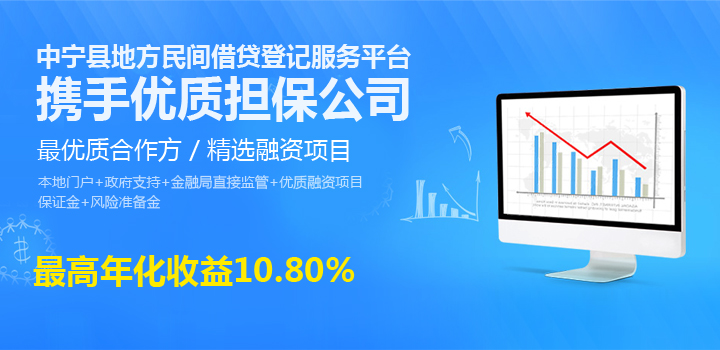 中宁县地方民间借贷登记服务平台
携手优质担保公司
最优质合作方 / 精选融资项目
本地门户+政府支持+金融局直接监管+优质融资项目
保证金+风险准备金
最高年化收益10.80%